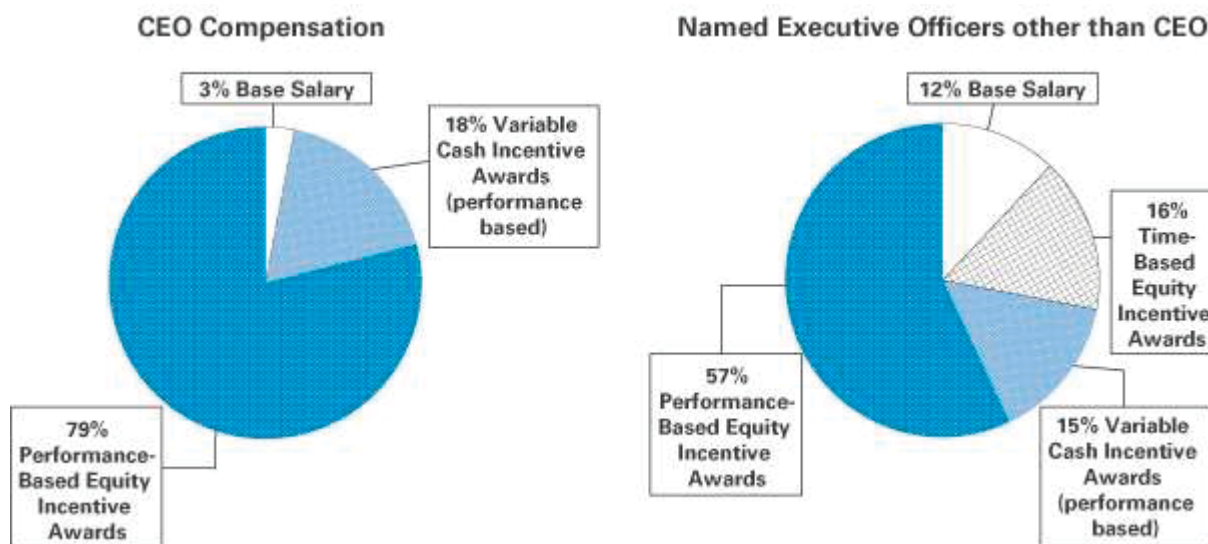 CEO Compensation
3% Base Salary
18% Variable
Cash Incentive
Awards
(performance
based)
79%
Performance-
Based Equity
Incentive
Awards
Named Executive Officers other than CEO
12% Base Salary
16%
Time-
Based
Equity
Incentive
Awards
57%
Performance-
Based Equity
Incentive
Awards
15% Variable
Cash Incentive
Awards
(performance
based)